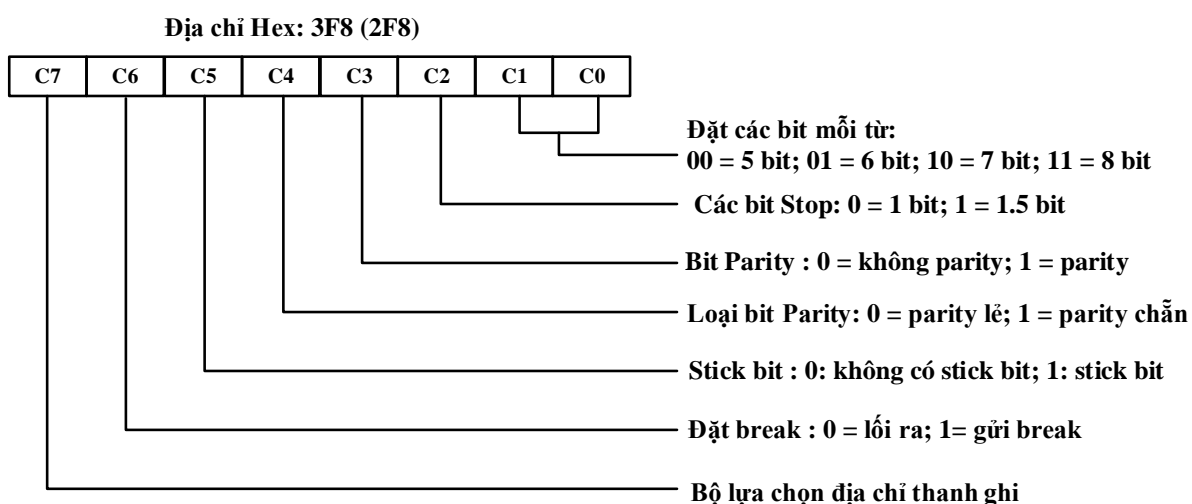 Địa chỉ Hex: 3F8 (2F8)
C7 C6 C5 C4 C3 C2 C1 C0
Đặt các bit mỗi từ:
00 = 5 bit; 01 = 6 bit; 10 = 7 bit; 11 = 8 bit
Các bit Stop: 0 = 1 bit; 1 = 1.5 bit
Bit Parity : 0 = không parity; 1 = parity
Loại bit Parity: 0 = parity lẻ; 1 = parity chẵn
Stick bit : 0: không có stick bit; 1: stick bit
Đặt break : 0 = lối ra; 1= gửi break
Bộ lựa chọn địa chỉ thanh ghi